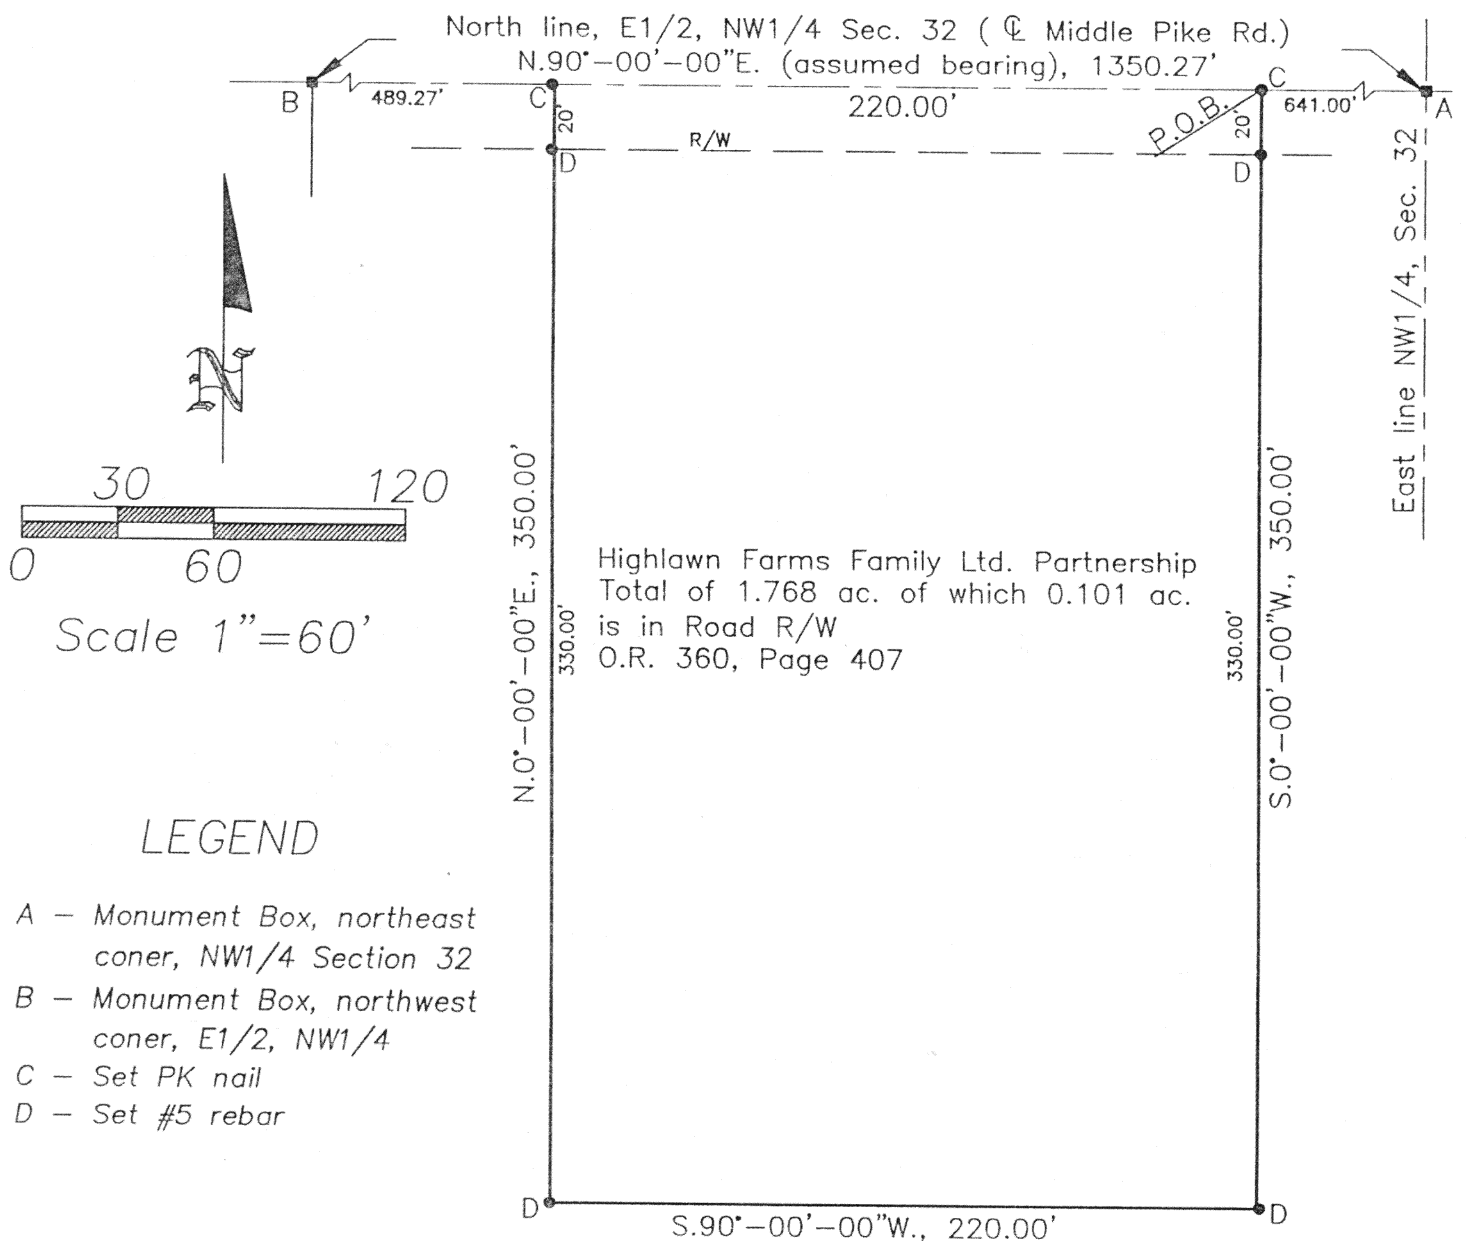 North line, E1/2, NW1/4 Sec. 32 ( ℄ Middle Pike Rd.)
N.90°-00'-00"E. (assumed bearing), 1350.27'
B
489.27'
C
220.00'
C
641.00'
A
20'
P.O.B.
20'
D
R/W
D
East line NW1/4, Sec. 32
N
30 120
0 60
Scale 1"=60'
N.0°-00'-00"E., 350.00'
330.00'
Highlawn Farms Family Ltd. Partnership
Total of 1.768 ac. of which 0.101 ac.
is in Road R/W
O.R. 360, Page 407
330.00'
S.0°-00'-00"W., 350.00'
LEGEND
A - Monument Box, northeast
coner, NW1/4 Section 32
B - Monument Box, northwest
coner, E1/2, NW1/4
C - Set PK nail
D - Set #5 rebar
D
S.90°-00'-00"W., 220.00'
D